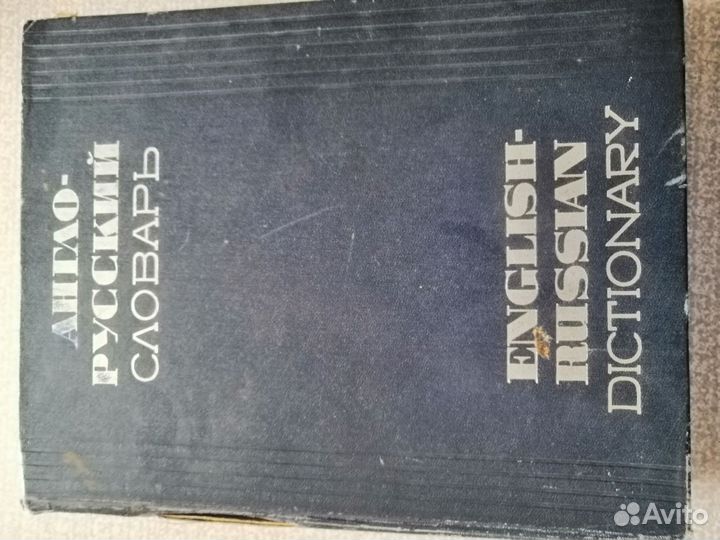 АНГЛО-
РУССКИЙ
СЛОВАРЬ
ENGLISH-
RUSSIAN
DICTIONARY
Avito